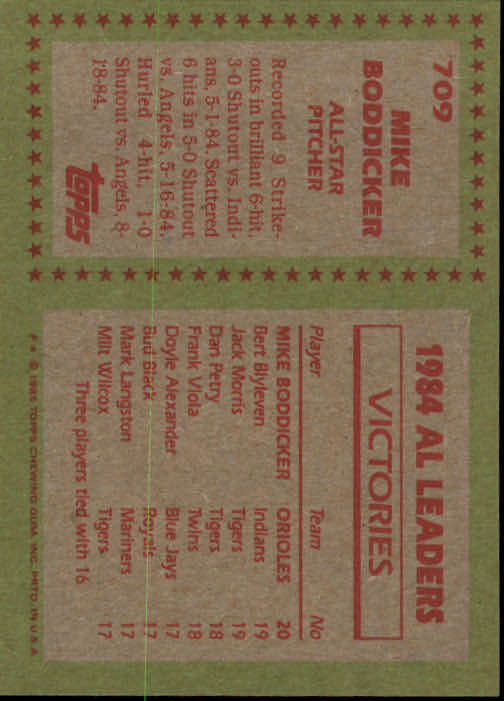 709
MIKE
BODDICKER
ALL-STAR
PITCHER
Recorded 9 Strike-
outs in brilliant 6-hit,
3-0 Shutout vs. Indi-
ans, 5-1-84. Scattered
6 hits in 5-0 Shutout
vs. Angels, 5-16-84.
Hurled 4-hit, 1-0
Shutout vs. Angels, 8-
18-84.
topps
1984 AL LEADERS
VICTORIES
Player Team No
MIKE BODDICKER ORIOLES 20
Bert Blyleven Indians 19
Jack Morris Tigers 19
Dan Petry Tigers 18
Frank Viola Twins 18
Doyle Alexander Blue Jays 17
Bud Black Royals 17
Mark Langston Mariners 17
Milt Wilcox Tigers 17
Three players tied with 16
© 1985 TOPPS CHEWING GUM, INC. PRTD. IN U.S.A.